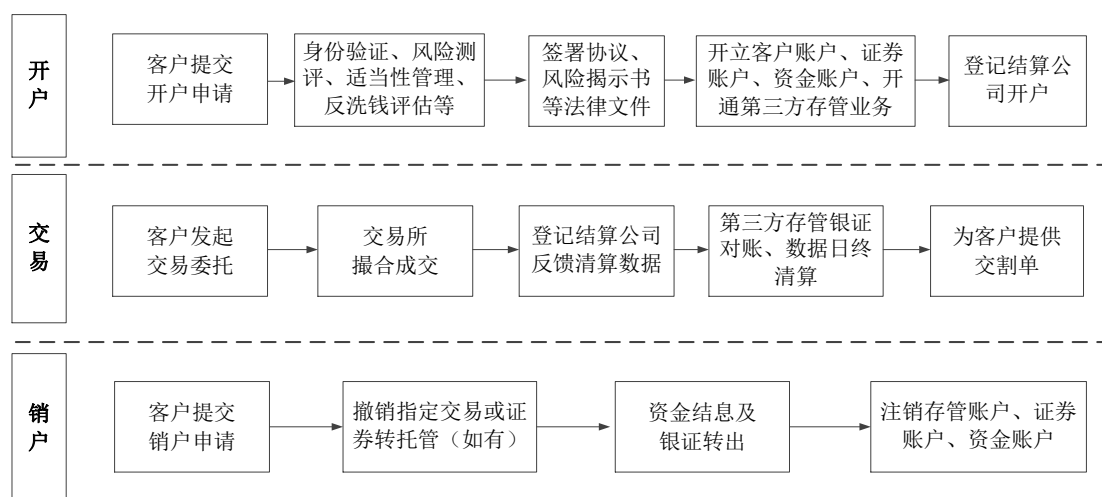 开
户
客户提交
开户申请
身份验证、风险测
评、适当性管理、
反洗钱评估等
签署协议、
风险揭示书
等法律文件
开立客户账户、证券
账户、资金账户、开
通第三方存管业务
登记结算公
司开户
交
易
客户发起
交易委托
交易所
撮合成交
登记结算公司
反馈清算数据
第三方存管银证
对账、数据日终
清算
为客户提供
交割单
销
户
客户提交
销户申请
撤销指定交易或证
券转托管（如有）
资金结息及
银证转出
注销存管账户、证券
账户、资金账户